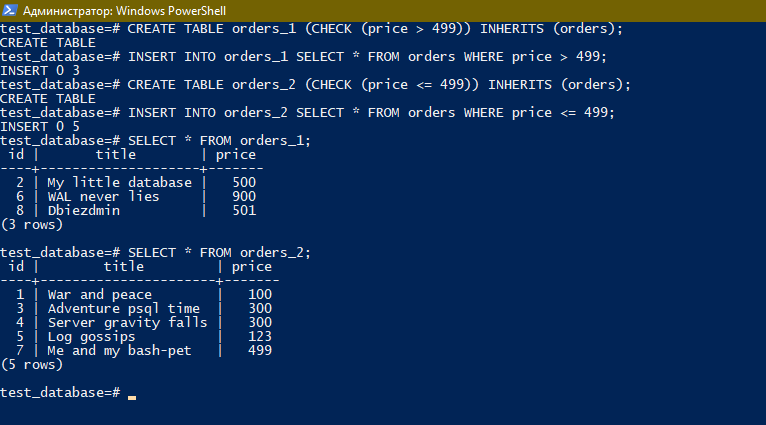 Администратор: Windows PowerShell
test_database=# CREATE TABLE orders_1 (CHECK (price > 499)) INHERITS (orders);
CREATE TABLE
test_database=# INSERT INTO orders_1 SELECT * FROM orders WHERE price > 499;
INSERT 0 3
test_database=# CREATE TABLE orders_2 (CHECK (price <= 499)) INHERITS (orders);
CREATE TABLE
test_database=# INSERT INTO orders_2 SELECT * FROM orders WHERE price <= 499;
INSERT 0 5
test_database=# SELECT * FROM orders_1;
 id |       title        | price
----+--------------------+-------
  2 | My little database |   500
  6 | WAL never lies     |   900
  8 | Dbiezdmin          |   501
(3 rows)
test_database=# SELECT * FROM orders_2;
 id |        title         | price
----+----------------------+-------
  1 | War and peace        |   100
  3 | Adventure psql time  |   300
  4 | Server gravity falls |   300
  5 | Log gossips          |   123
  7 | Me and my bash-pet   |   499
(5 rows)
test_database=#